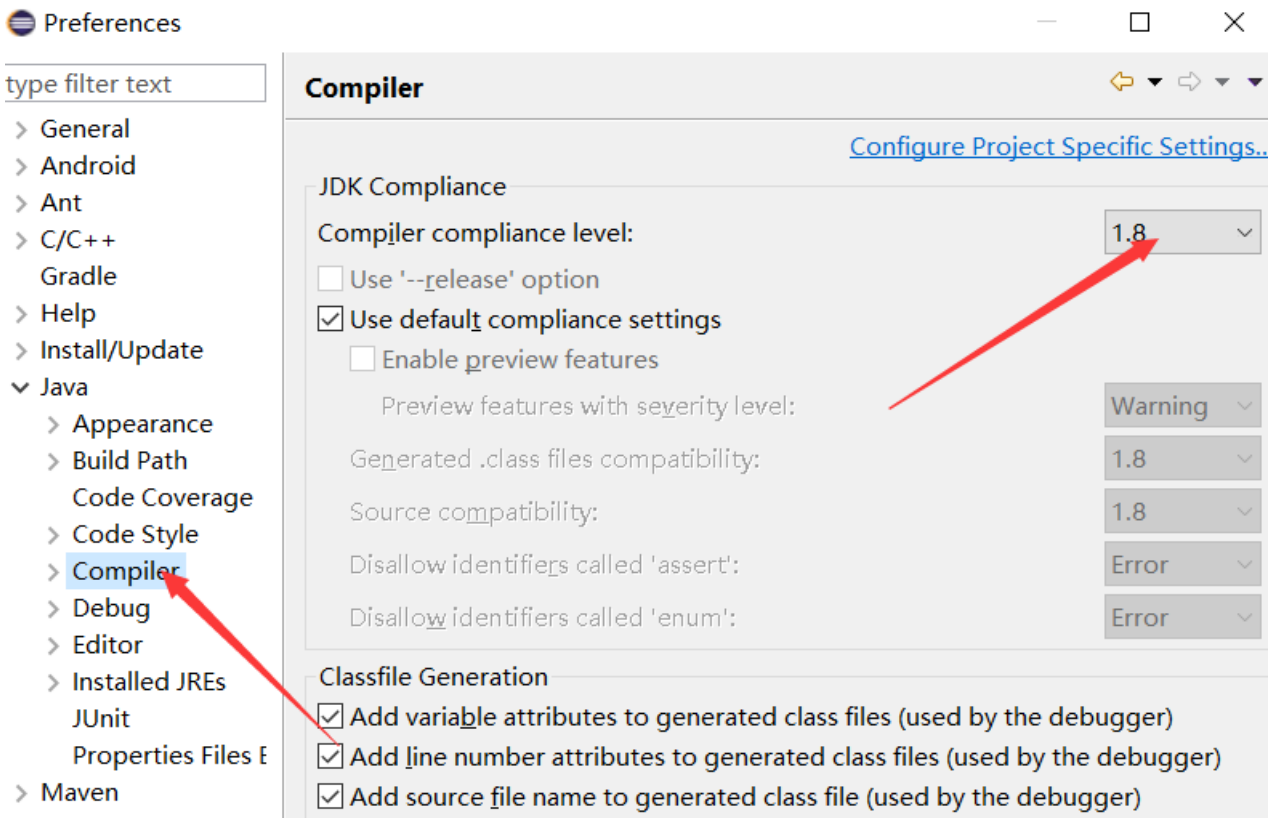 Preferences
type filter text
General
Android
Ant
C/C++
Gradle
Help
Install/Update
Java
Appearance
Build Path
Code Coverage
Code Style
Compiler
Debug
Editor
Installed JREs
JUnit
Properties Files E
Maven
Compiler
Configure Project Specific Settings..
JDK Compliance
Compiler compliance level: 1.8
Use '--release' option
Use default compliance settings
Enable preview features
Preview features with severity level: Warning
Generated .class files compatibility: 1.8
Source compatibility: 1.8
Disallow identifiers called 'assert': Error
Disallow identifiers called 'enum': Error
Classfile Generation
Add variable attributes to generated class files (used by the debugger)
Add line number attributes to generated class files (used by the debugger)
Add source file name to generated class file (used by the debugger)